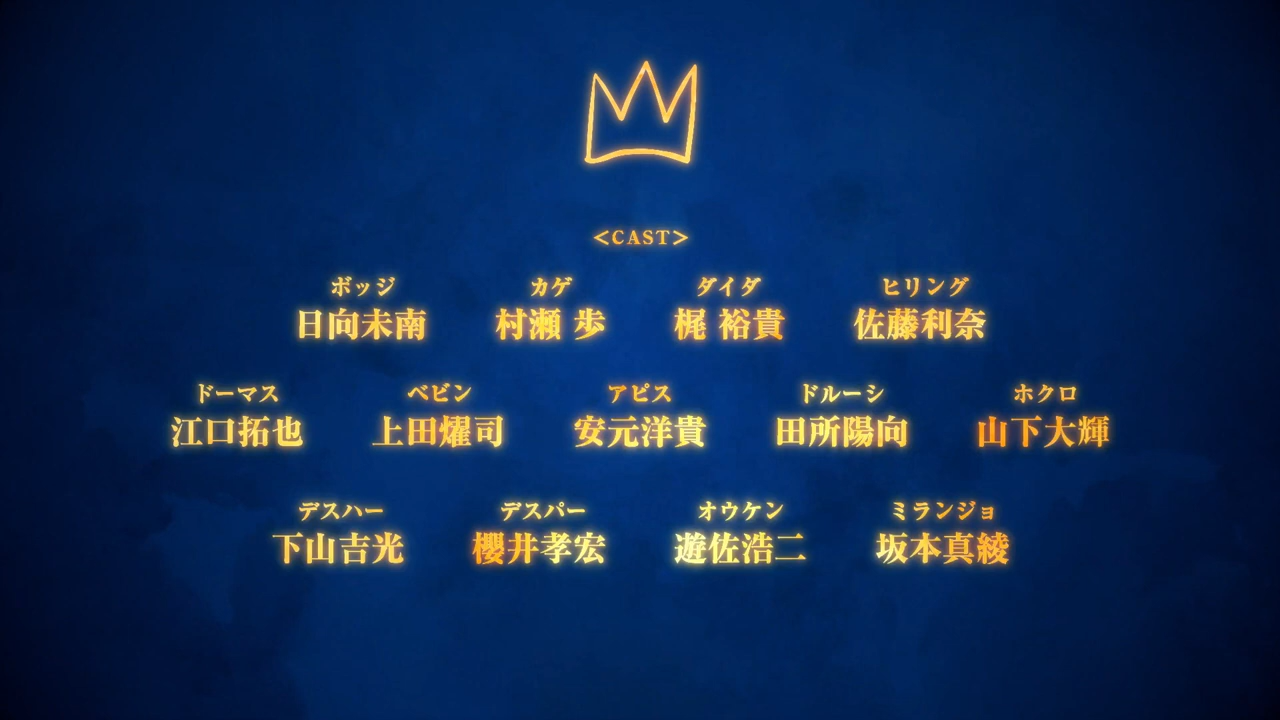 <CAST>
ボッジ カゲ ダイダ ヒリング
日向未南 村瀬 歩 梶 裕貴 佐藤利奈
ドーマス ベビン アピス ドルーシ ホクロ
江口拓也 上田燿司 安元洋貴 田所陽向 山下大輝
デスハー デスパー オウケン ミランジョ
下山吉光 櫻井孝宏 遊佐浩二 坂本真綾